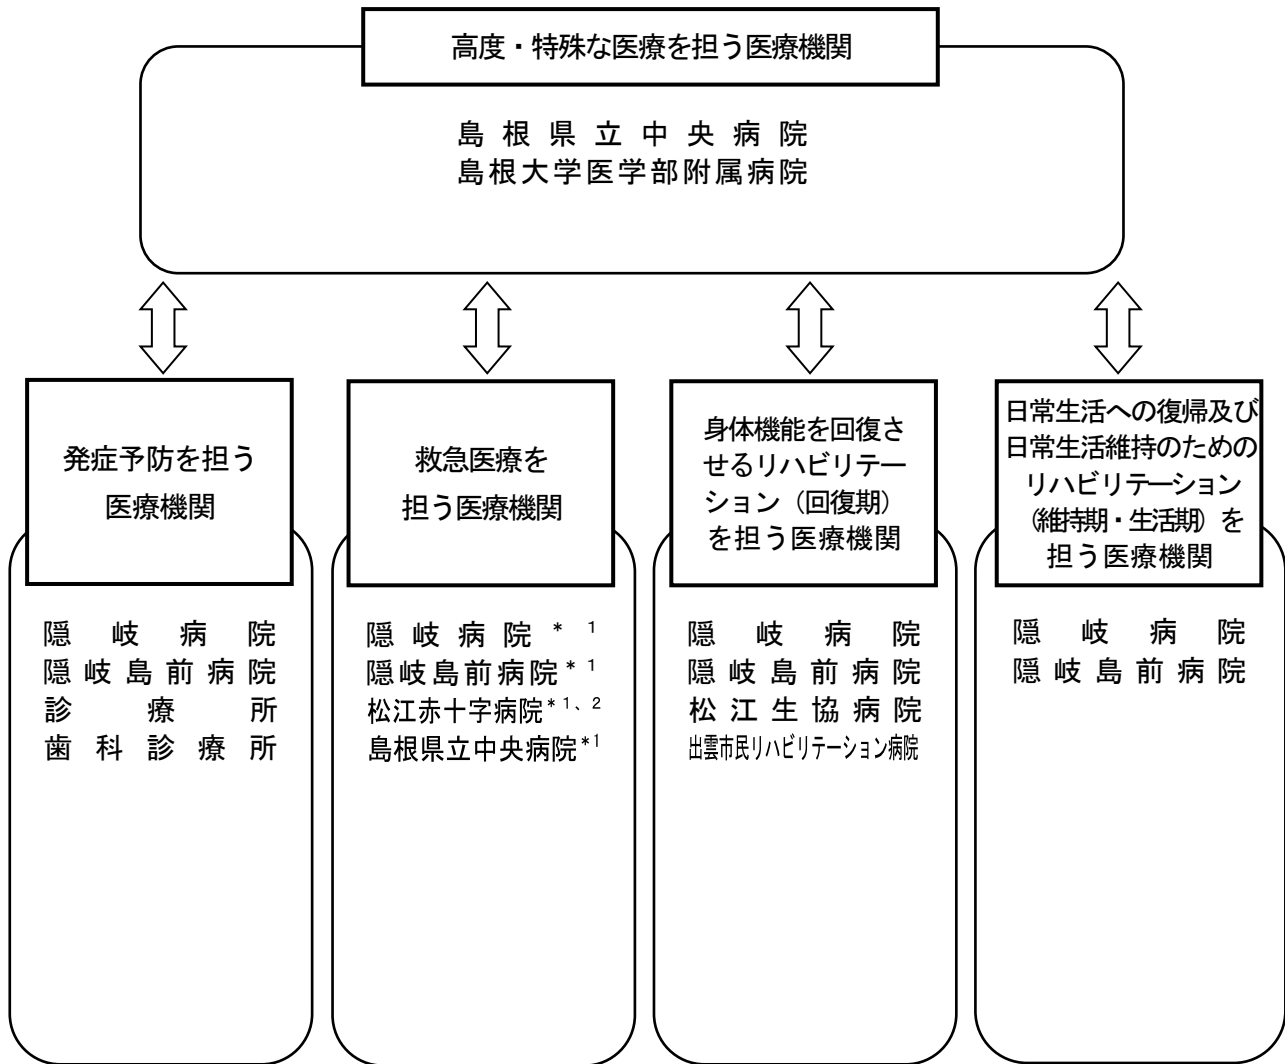 高度・特殊な医療を担う医療機関
島根県立中央病院
島根大学医学部附属病院
発症予防を担う
医療機関
隠岐病院
隠岐島前病院
診療所
歯科診療所
救急医療を
担う医療機関
隠岐病院*1
隠岐島前病院*1
松江赤十字病院*1、2
島根県立中央病院*1
身体機能を回復さ
せるリハビリテー
ション（回復期）
を担う医療機関
隠岐病院
隠岐島前病院
松江生協病院
出雲市民リハビリテーション病院
日常生活への復帰及び
日常生活維持のための
リハビリテーション
（維持期・生活期）を
担う医療機関
隠岐病院
隠岐島前病院